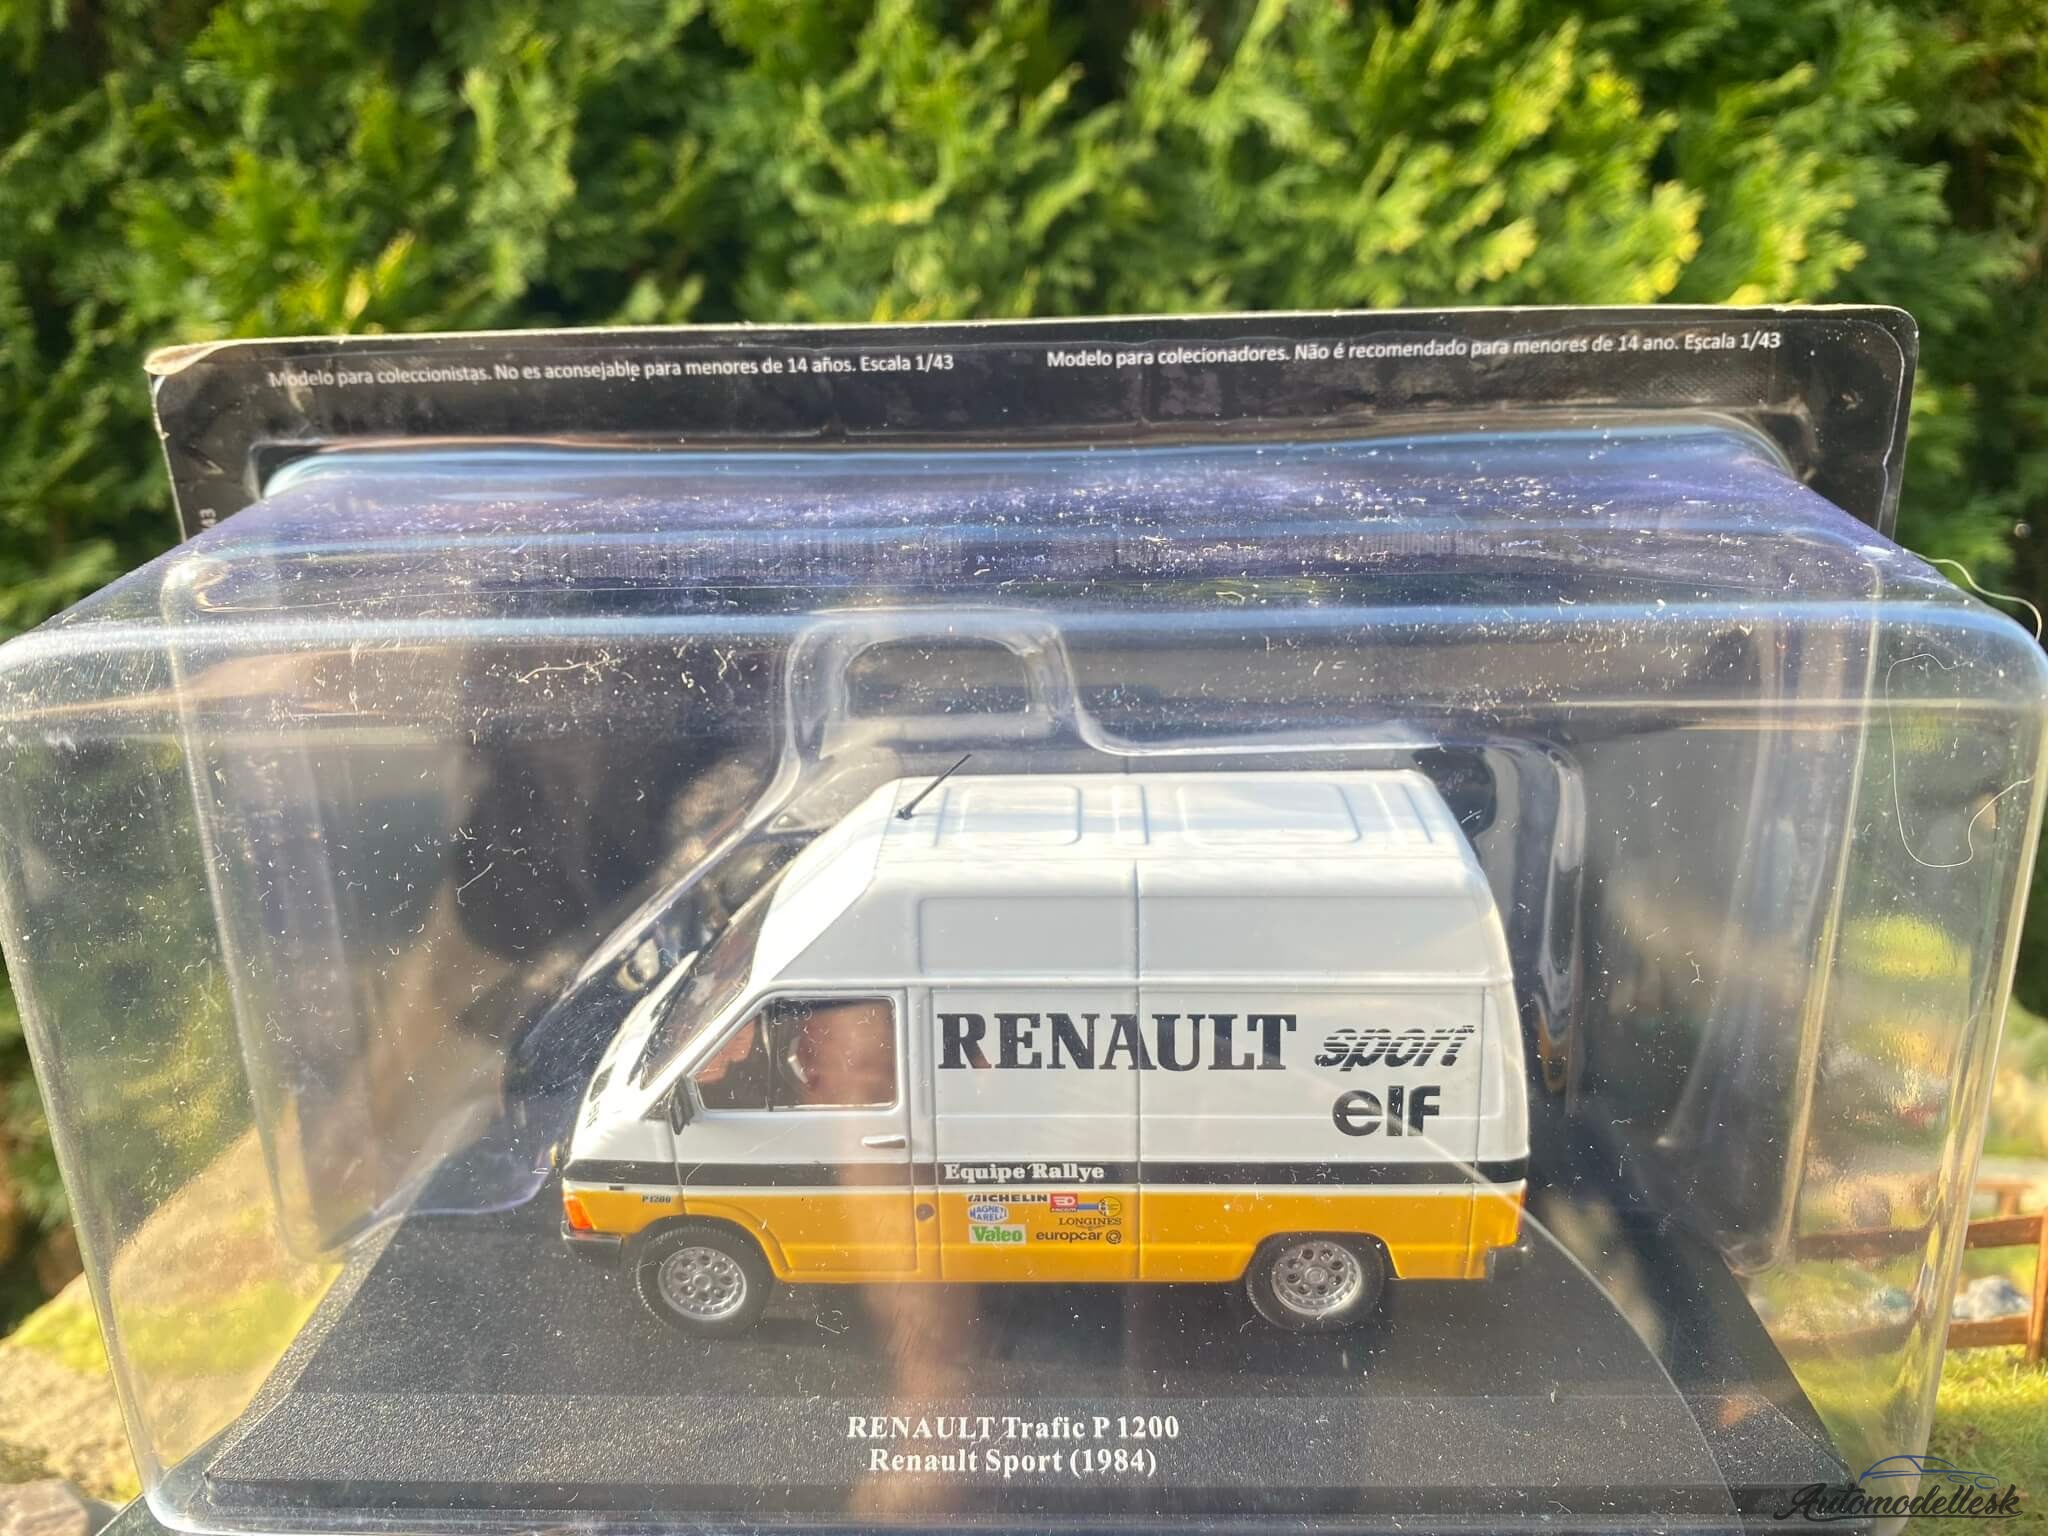 Modelo para coleccionistas. No es aconsejable para menores de 14 años. Escala 1/43
Modelo para colecionadores. Não é recomendado para menores de 14 ano. Escala 1/43
RENAULT sport
elf
Equipe Rallye
P1200
MICHELIN
MAGNETI
MARELLI
LONGINES
Valeo
europcar
RENAULT Trafic P 1200
Renault Sport (1984)
Automodelle.sk